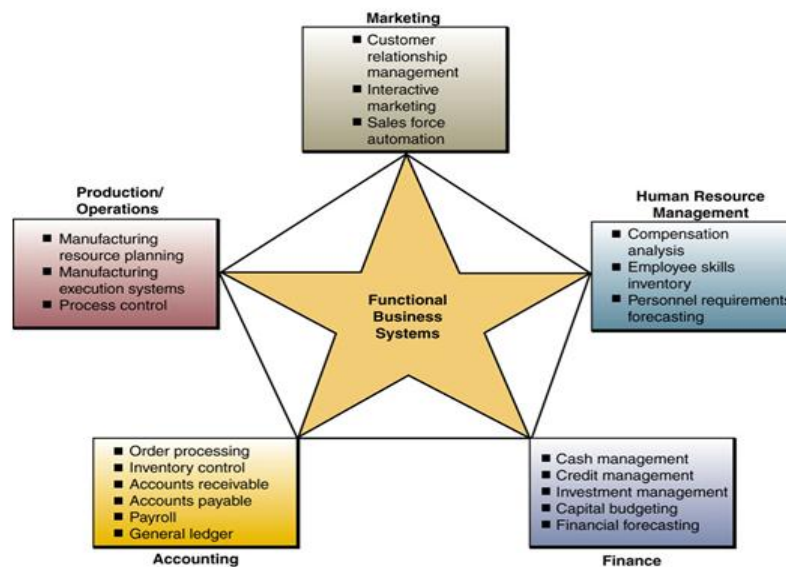 Marketing
Customer
relationship
management
Interactive
marketing
Sales force
automation
Production/
Operations
Manufacturing
resource planning
Manufacturing
execution systems
Process control
Human Resource
Management
Compensation
analysis
Employee skills
inventory
Personnel requirements
forecasting
Functional
Business
Systems
Order processing
Inventory control
Accounts receivable
Accounts payable
Payroll
General ledger
Accounting
Cash management
Credit management
Investment management
Capital budgeting
Financial forecasting
Finance